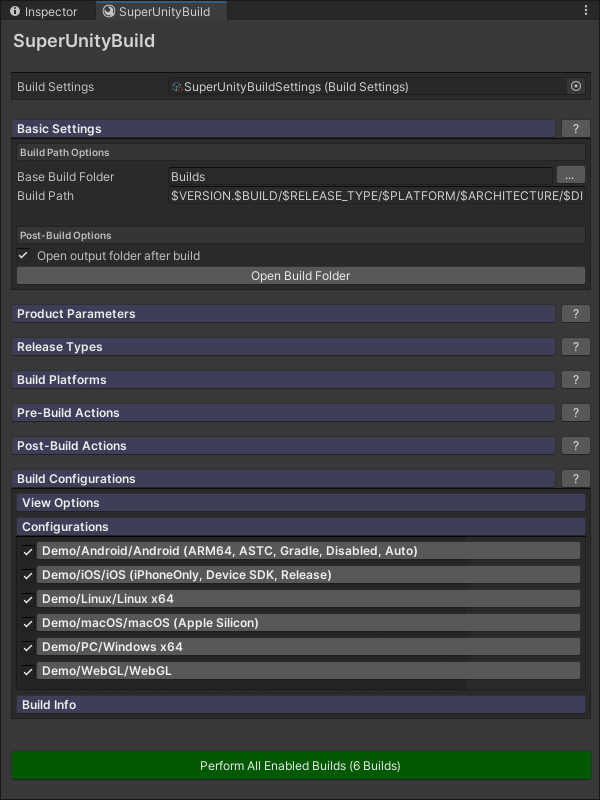 Inspector
SuperUnityBuild
SuperUnityBuild
Build Settings
SuperUnityBuildSettings (Build Settings)
Basic Settings
?
Build Path Options
Base Build Folder
Builds
...
Build Path
$VERSION.$BUILD/$RELEASE_TYPE/$PLATFORM/$ARCHITECTURE/$DI
Post-Build Options
Open output folder after build
Open Build Folder
Product Parameters
?
Release Types
?
Build Platforms
?
Pre-Build Actions
?
Post-Build Actions
?
Build Configurations
?
View Options
Configurations
Demo/Android/Android (ARM64, ASTC, Gradle, Disabled, Auto)
Demo/iOS/iOS (iPhoneOnly, Device SDK, Release)
Demo/Linux/Linux x64
Demo/macOS/macOS (Apple Silicon)
Demo/PC/Windows x64
Demo/WebGL/WebGL
Build Info
Perform All Enabled Builds (6 Builds)